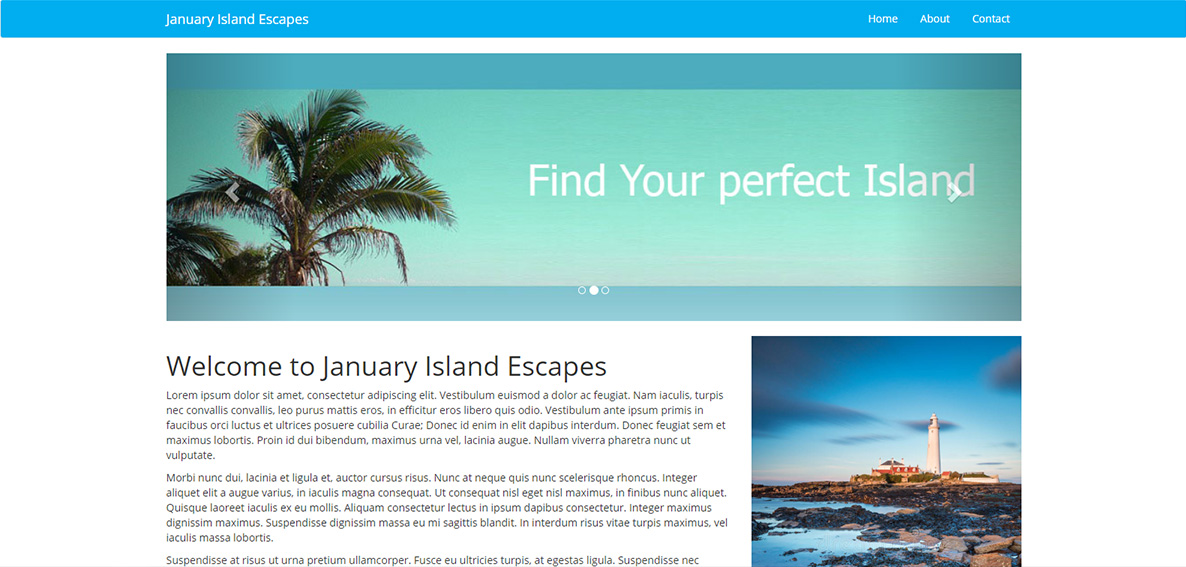 January Island Escapes
Home About Contact
Find Your perfect Island
Welcome to January Island Escapes
Lorem ipsum dolor sit amet, consectetur adipiscing elit. Vestibulum euismod a dolor ac feugiat. Nam iaculis, turpis
nec convallis convallis, leo purus mattis eros, in efficitur eros libero quis odio. Vestibulum ante ipsum primis in
faucibus orci luctus et ultrices posuere cubilia Curae; Donec id enim in elit dapibus interdum. Donec feugiat sem et
maximus lobortis. Proin id dui bibendum, maximus urna vel, lacinia augue. Nullam viverra pharetra nunc ut
vulputate.
Morbi nunc dui, lacinia et ligula et, auctor cursus risus. Nunc at neque quis nunc scelerisque rhoncus. Integer
aliquet elit a augue varius, in iaculis magna consequat. Ut consequat nisl eget nisl maximus, in finibus nunc aliquet.
Quisque laoreet iaculis ex eu mollis. Aliquam consectetur lectus in ipsum dapibus consectetur. Integer maximus
dignissim maximus. Suspendisse dignissim massa eu mi sagittis blandit. In interdum risus vitae turpis maximus, vel
iaculis massa lobortis.
Suspendisse at risus ut urna pretium ullamcorper. Fusce eu ultricies turpis, at egestas ligula. Suspendisse nec